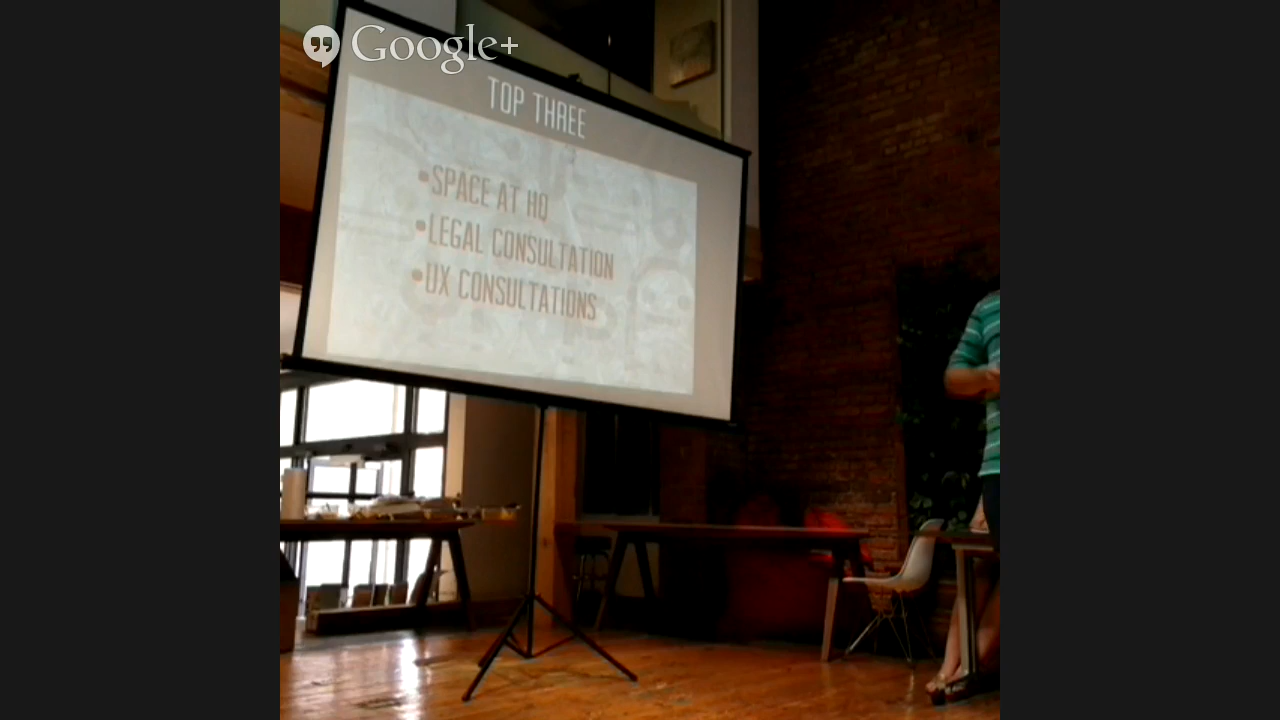 Google+
TOP THREE
•SPACE AT HQ
•LEGAL CONSULTATION
•UX CONSULTATIONS